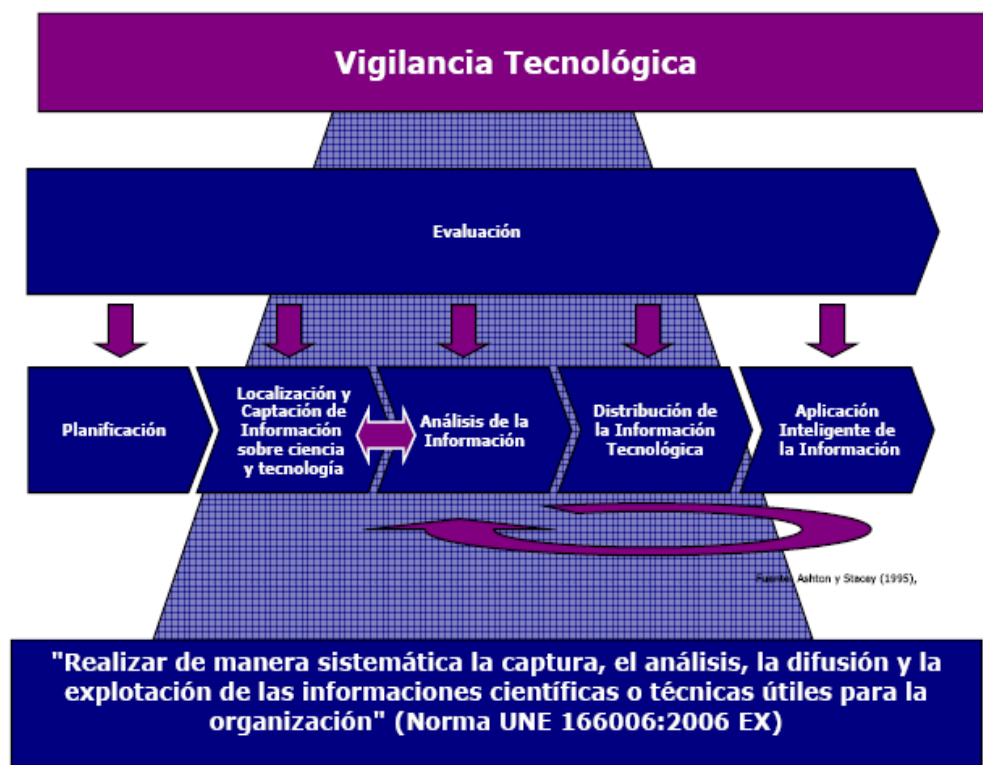 Vigilancia Tecnológica
Evaluación
Planificación
Localización y
Captación de
Información
sobre ciencia
y tecnología
Análisis de la
Información
Distribución de
la Información
Tecnológica
Aplicación
Inteligente de
la Información
Fuente: Ashton y Stacey (1995),
"Realizar de manera sistemática la captura, el análisis, la difusión y la
explotación de las informaciones científicas o técnicas útiles para la
organización" (Norma UNE 166006:2006 EX)